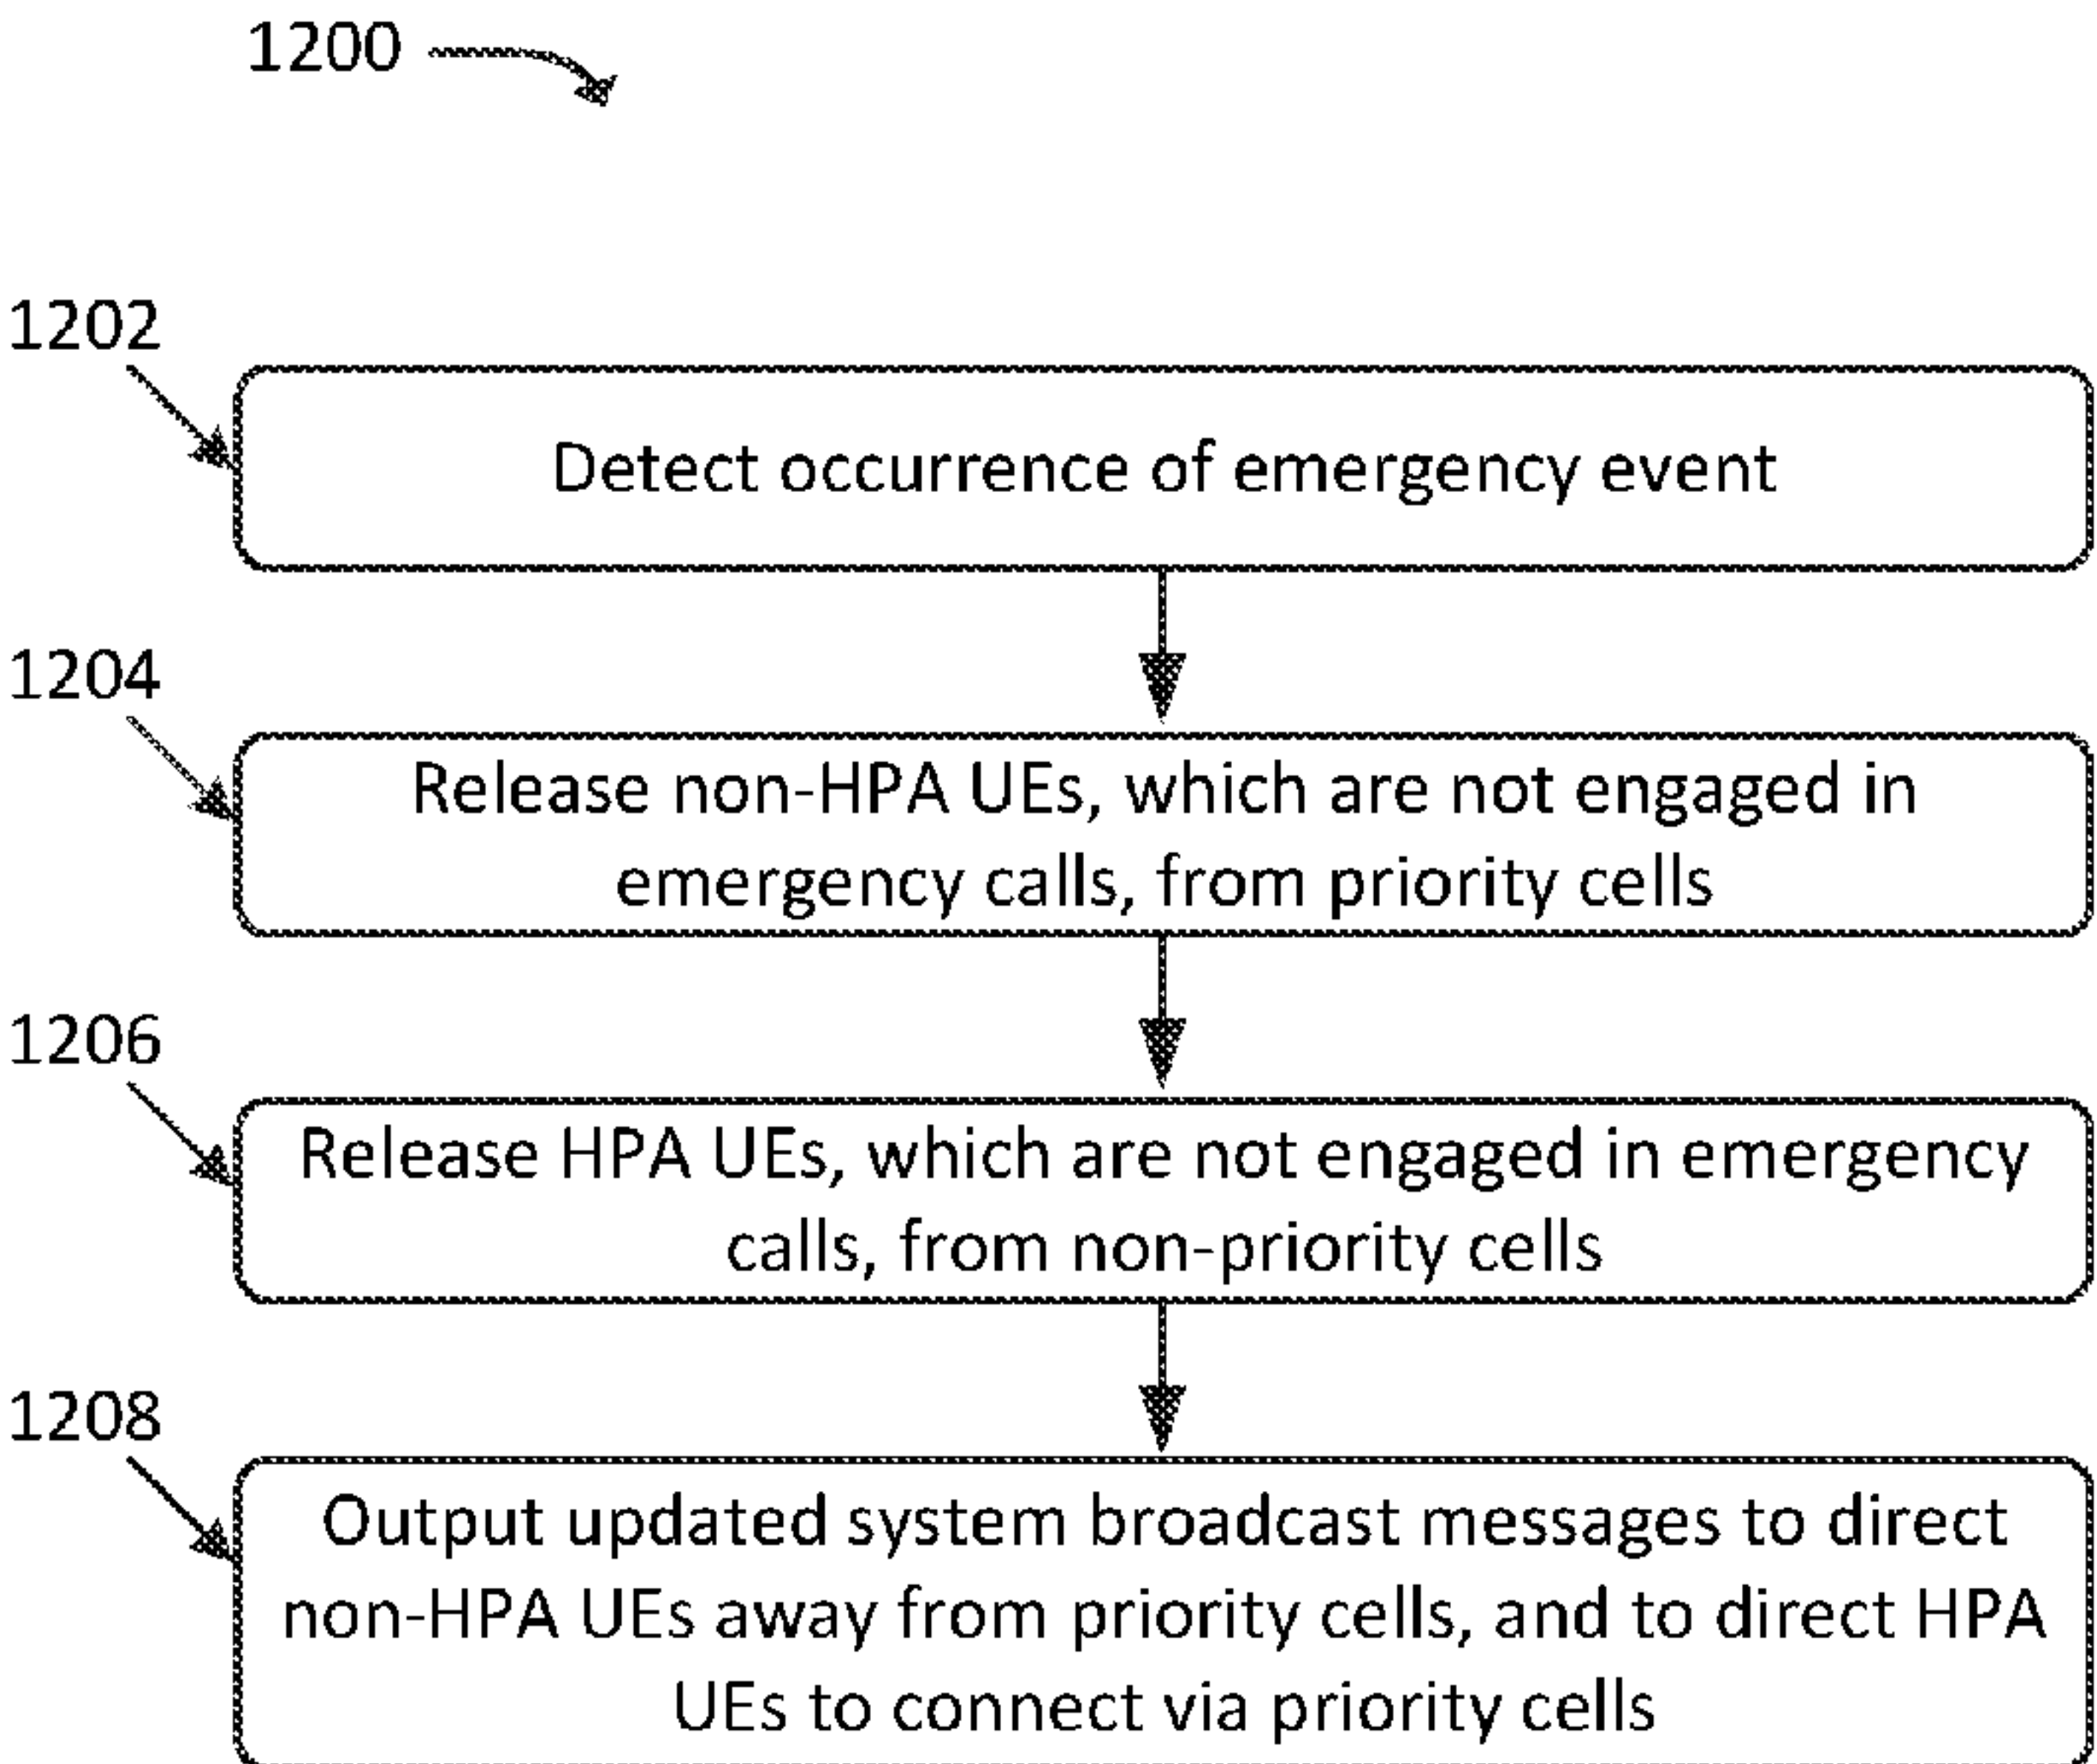 1200
1202
Detect occurrence of emergency event
1204
Release non-HPA UEs, which are not engaged in
emergency calls, from priority cells
1206
Release HPA UEs, which are not engaged in emergency
calls, from non-priority cells
1208
Output updated system broadcast messages to direct
non-HPA UEs away from priority cells, and to direct HPA
UEs to connect via priority cells